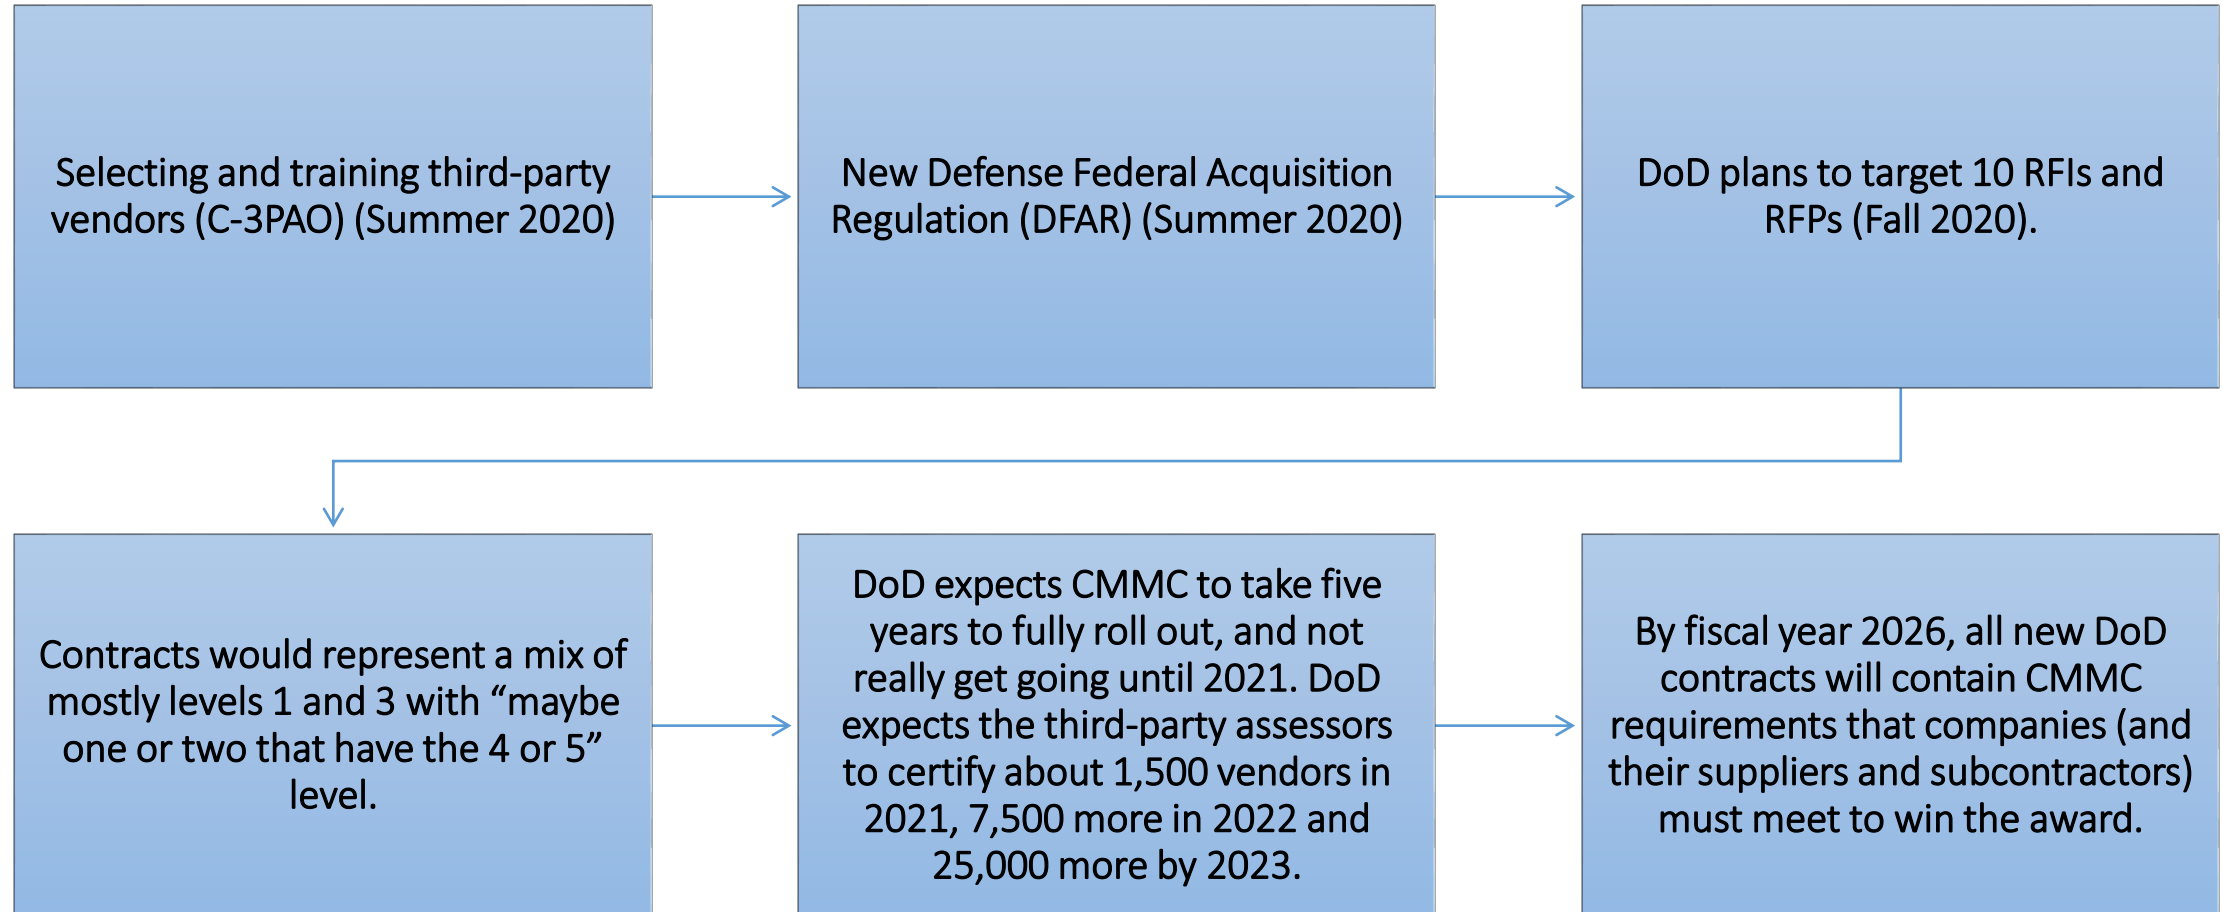 Selecting and training third-party
vendors (C-3PAO) (Summer 2020)
New Defense Federal Acquisition
Regulation (DFAR) (Summer 2020)
DoD plans to target 10 RFIs and
RFPs (Fall 2020).
Contracts would represent a mix of
mostly levels 1 and 3 with “maybe
one or two that have the 4 or 5”
level.
DoD expects CMMC to take five
years to fully roll out, and not
really get going until 2021. DoD
expects the third-party assessors
to certify about 1,500 vendors in
2021, 7,500 more in 2022 and
25,000 more by 2023.
By fiscal year 2026, all new DoD
contracts will contain CMMC
requirements that companies (and
their suppliers and subcontractors)
must meet to win the award.